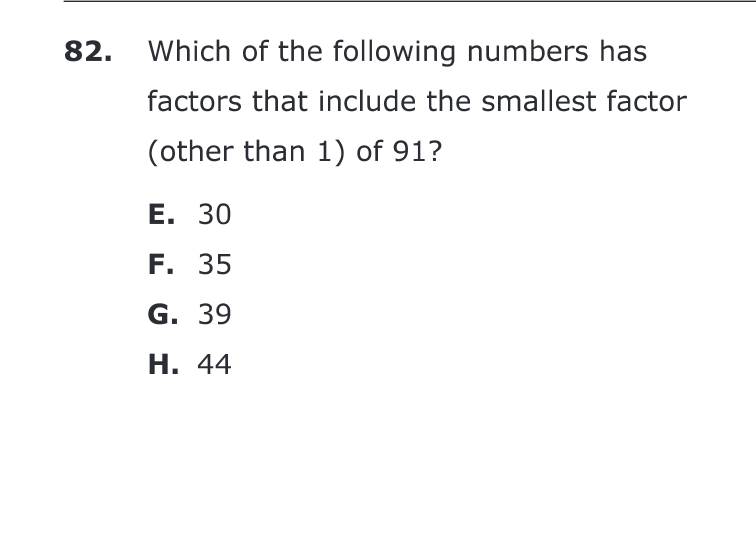 82. Which of the following numbers has
factors that include the smallest factor
(other than 1) of 91?
E. 30
F. 35
G. 39
H. 44